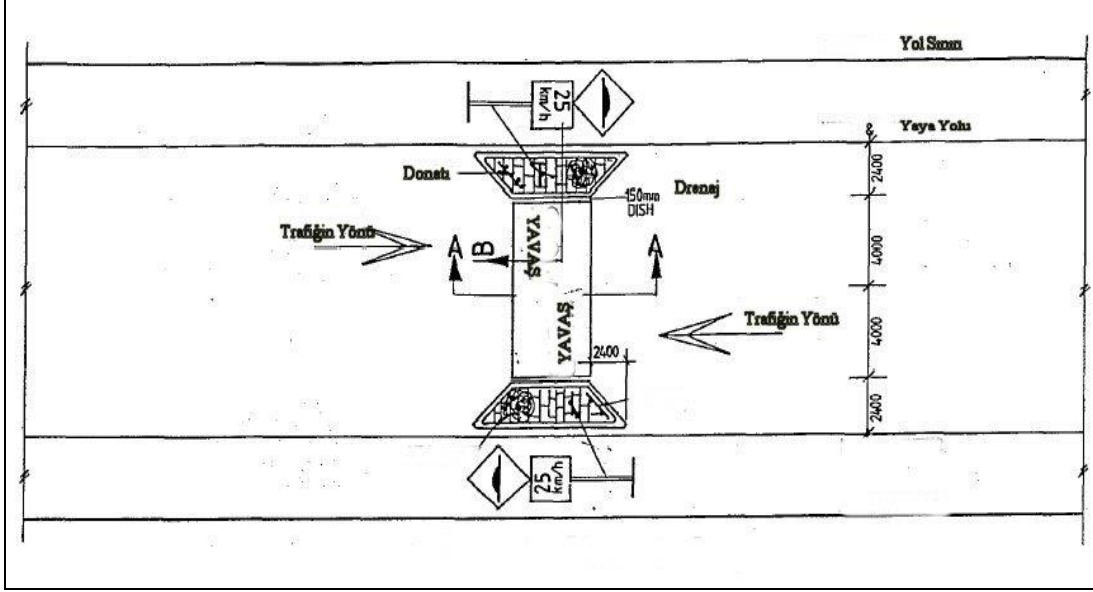 Yol Sınırı
25
km/h
Yaya Yolu
Donatı
150mm
DISH
Drenaj
2400
Trafiğin Yönü
A
B
YAVAŞ
A
4000
YAVAŞ
Trafiğin Yönü
2400
4000
2400
25
km/h